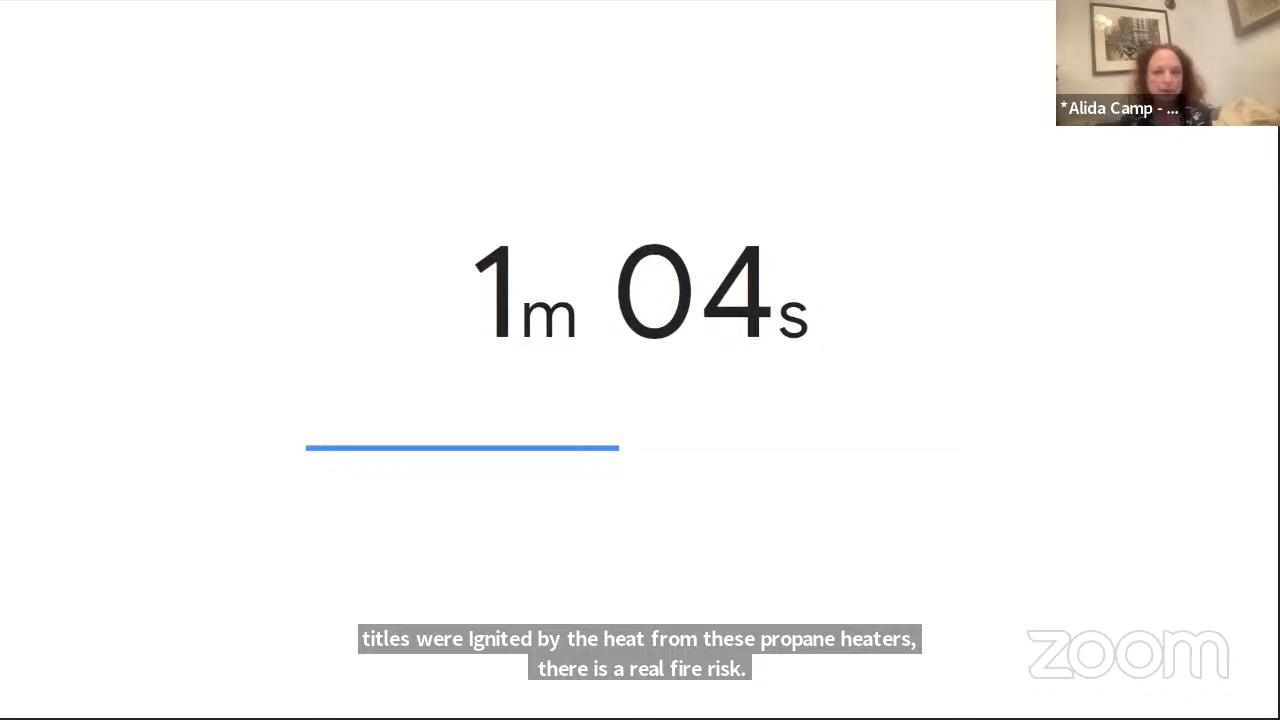 *Alida Camp - ...
1m 04s
titles were Ignited by the heat from these propane heaters,
there is a real fire risk.
zoom